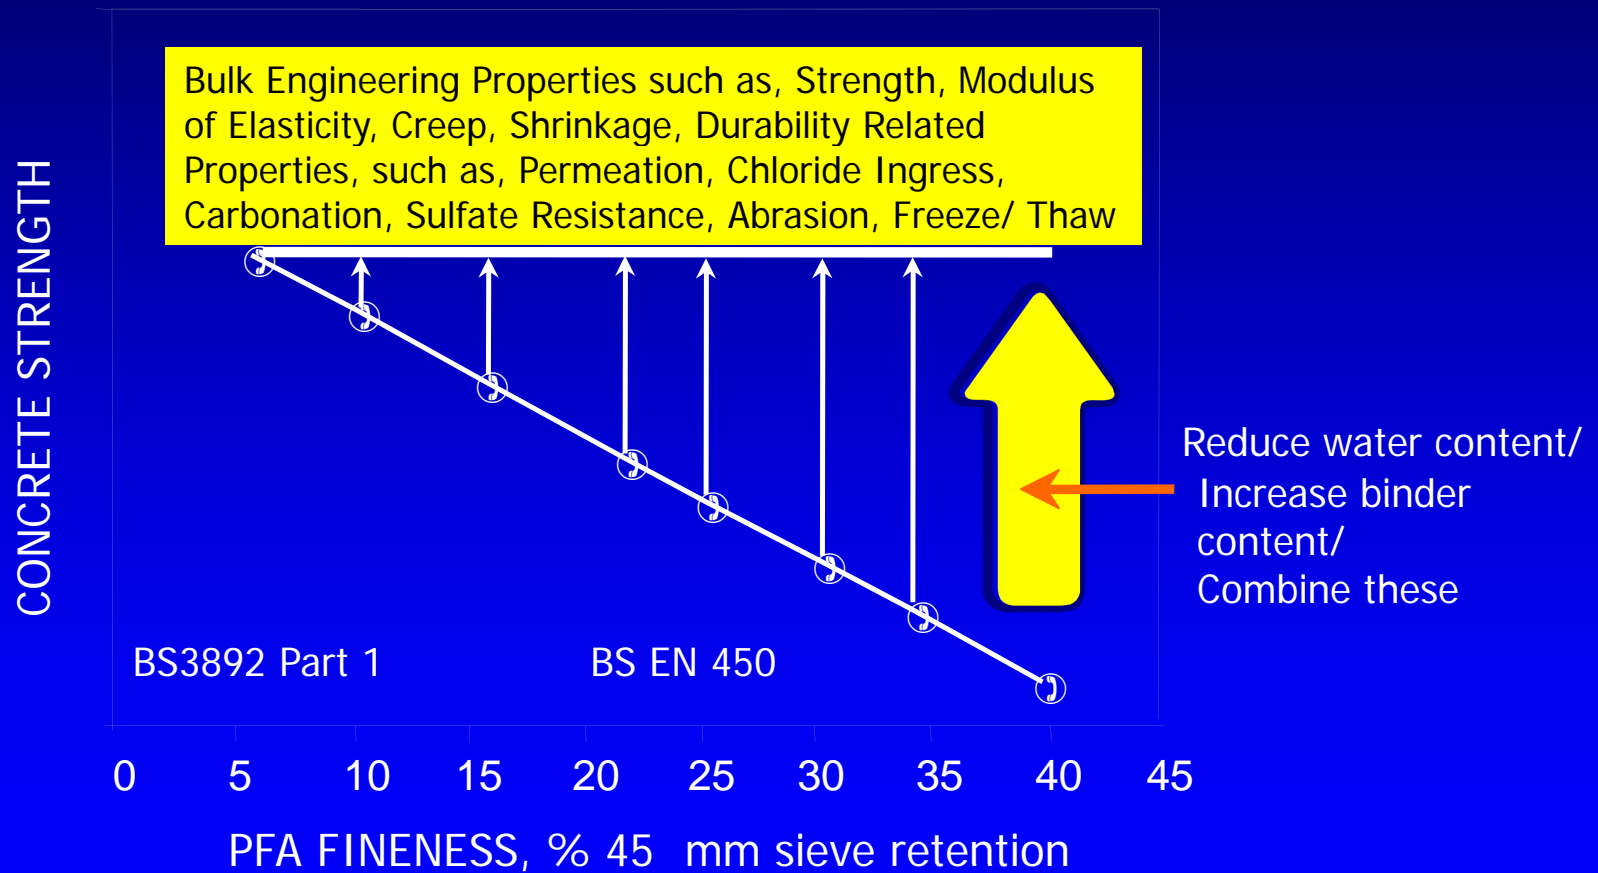 Bulk Engineering Properties such as, Strength, Modulus
of Elasticity, Creep, Shrinkage, Durability Related
Properties, such as, Permeation, Chloride Ingress,
Carbonation, Sulfate Resistance, Abrasion, Freeze/ Thaw
CONCRETE STRENGTH
Reduce water content/
Increase binder
content/
Combine these
BS3892 Part 1
BS EN 450
0 5 10 15 20 25 30 35 40 45
PFA FINENESS, % 45 mm sieve retention